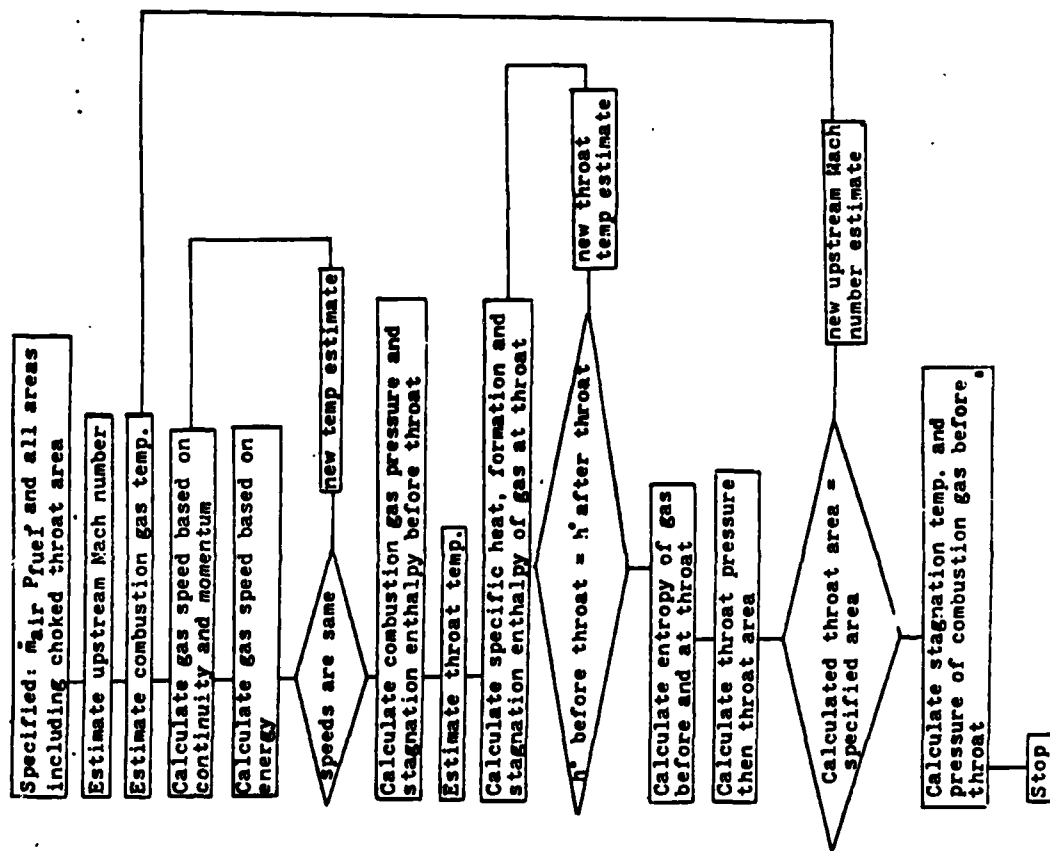 Specified: ṁair Pfuel and all areas
including choked throat area
Estimate upstream Mach number
Estimate combustion gas temp.
Calculate gas speed based on
continuity and momentum
Calculate gas speed based on
energy
speeds are same
new temp estimate
Calculate combustion gas pressure and
stagnation enthalpy before throat
Estimate throat temp.
Calculate specific heat, formation and
stagnation enthalpy of gas at throat
h° before throat = h° after throat
new throat
temp estimate
Calculate entropy of gas
before and at throat
Calculate throat pressure
then throat area
Calculated throat area =
specified area
new upstream Mach
number estimate
Calculate stagnation temp. and
pressure of combustion gas before
throat
Stop